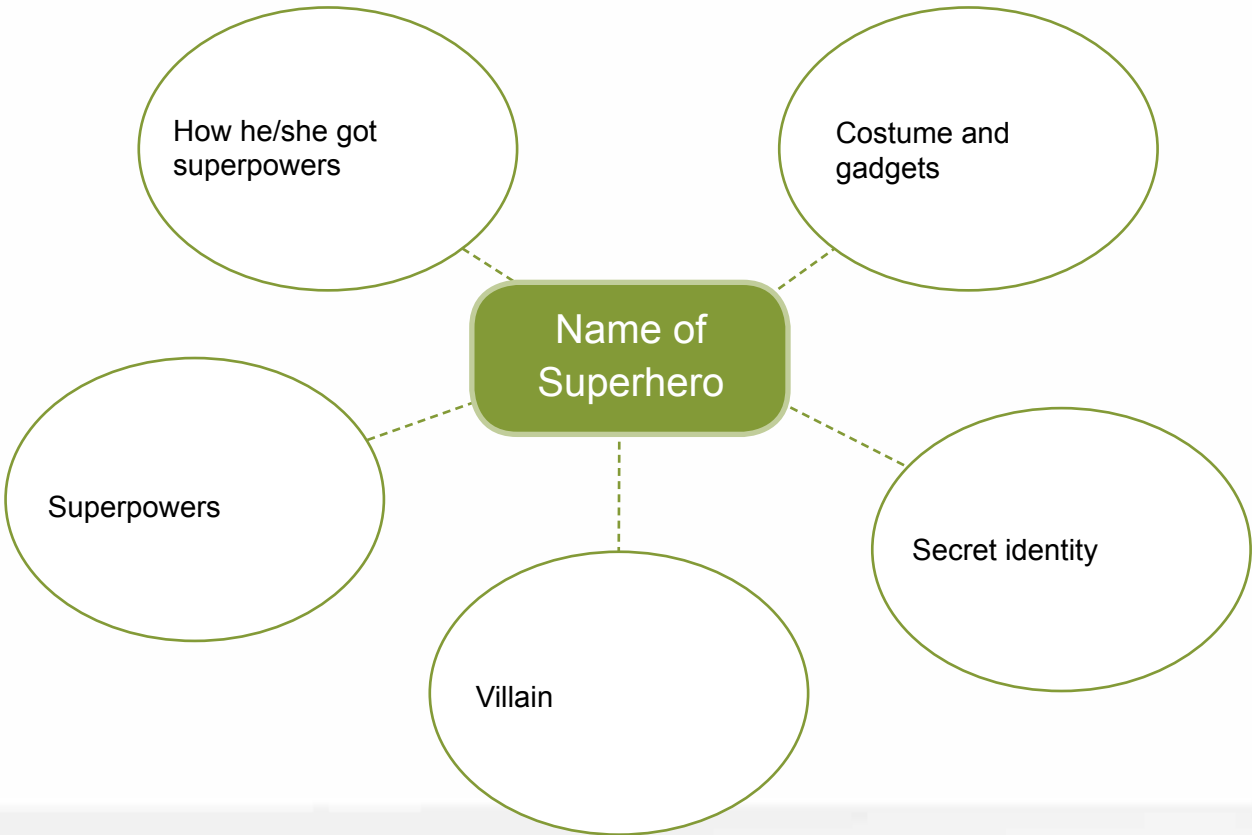 How he/she got
superpowers
Costume and
gadgets
Name of
Superhero
Superpowers
Secret identity
Villain